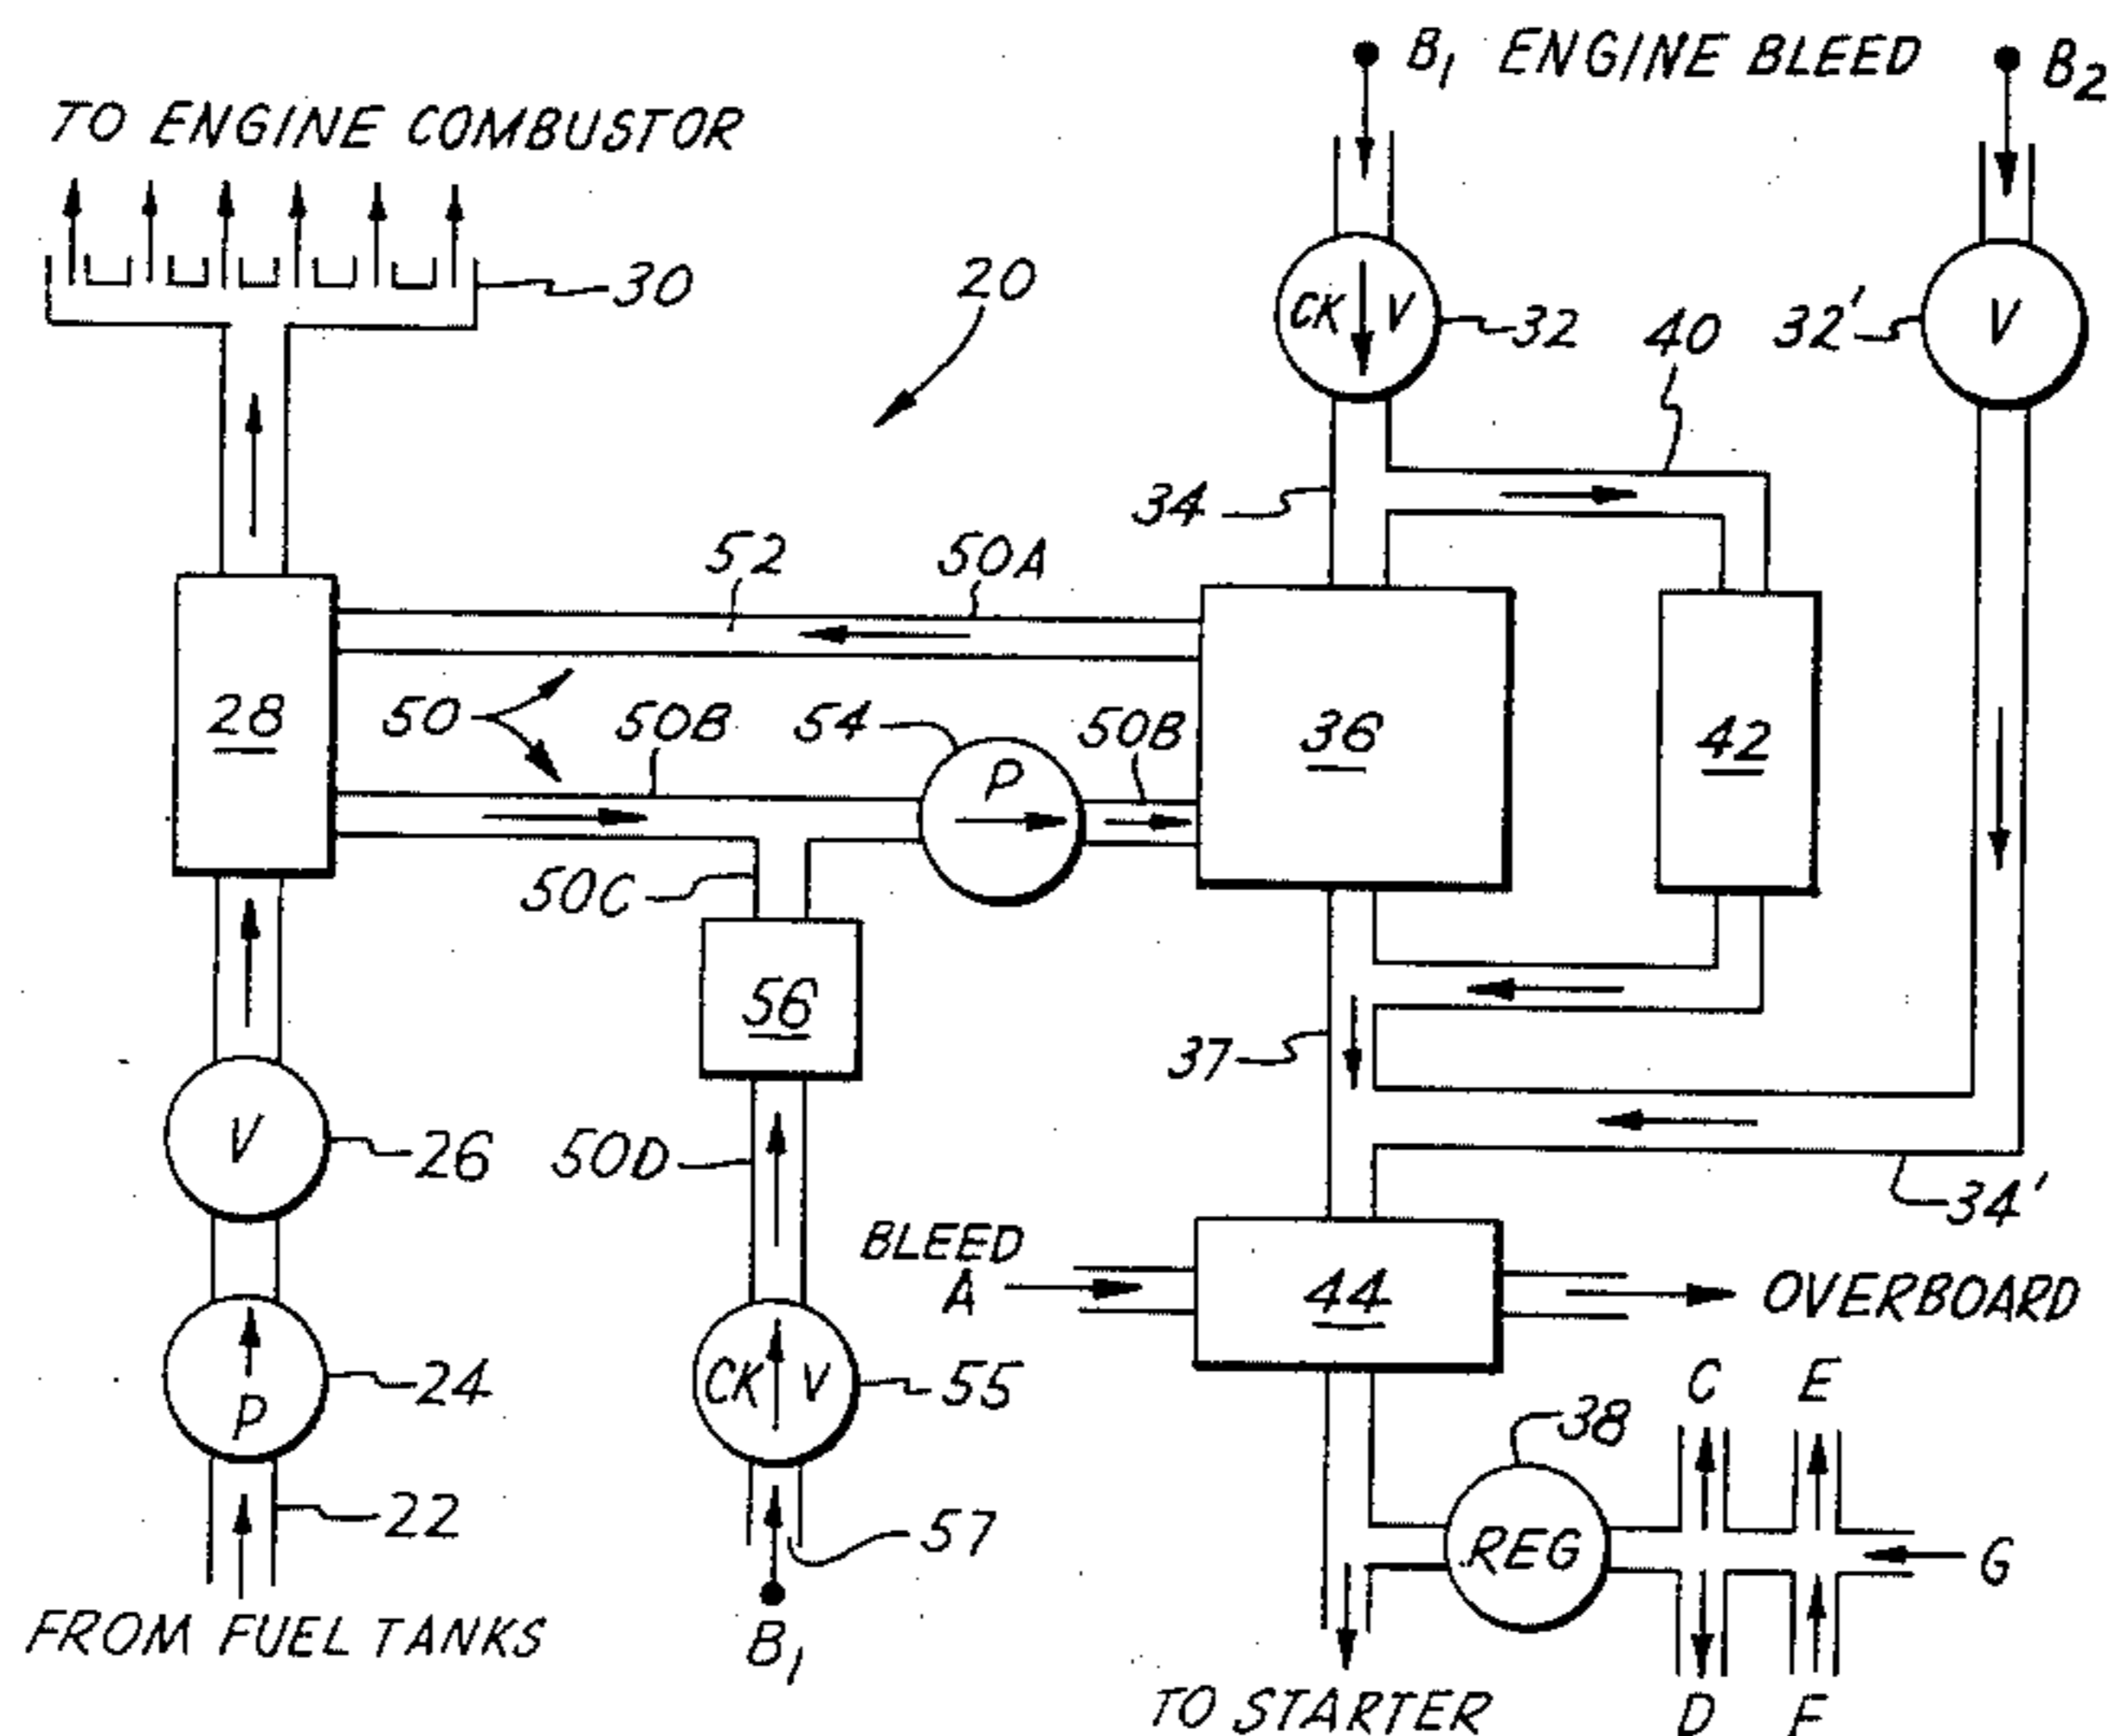 B1 ENGINE BLEED
B2
TO ENGINE COMBUSTOR
30
20
CK V
32
40
32'
V
34
52
50A
28
50
50B
54
P
50B
36
42
50C
56
37
V
26
50D
34'
BLEED
A
44
OVERBOARD
P
24
CK V
55
38
C
E
22
57
REG
G
FROM FUEL TANKS
B1
TO STARTER
D
F